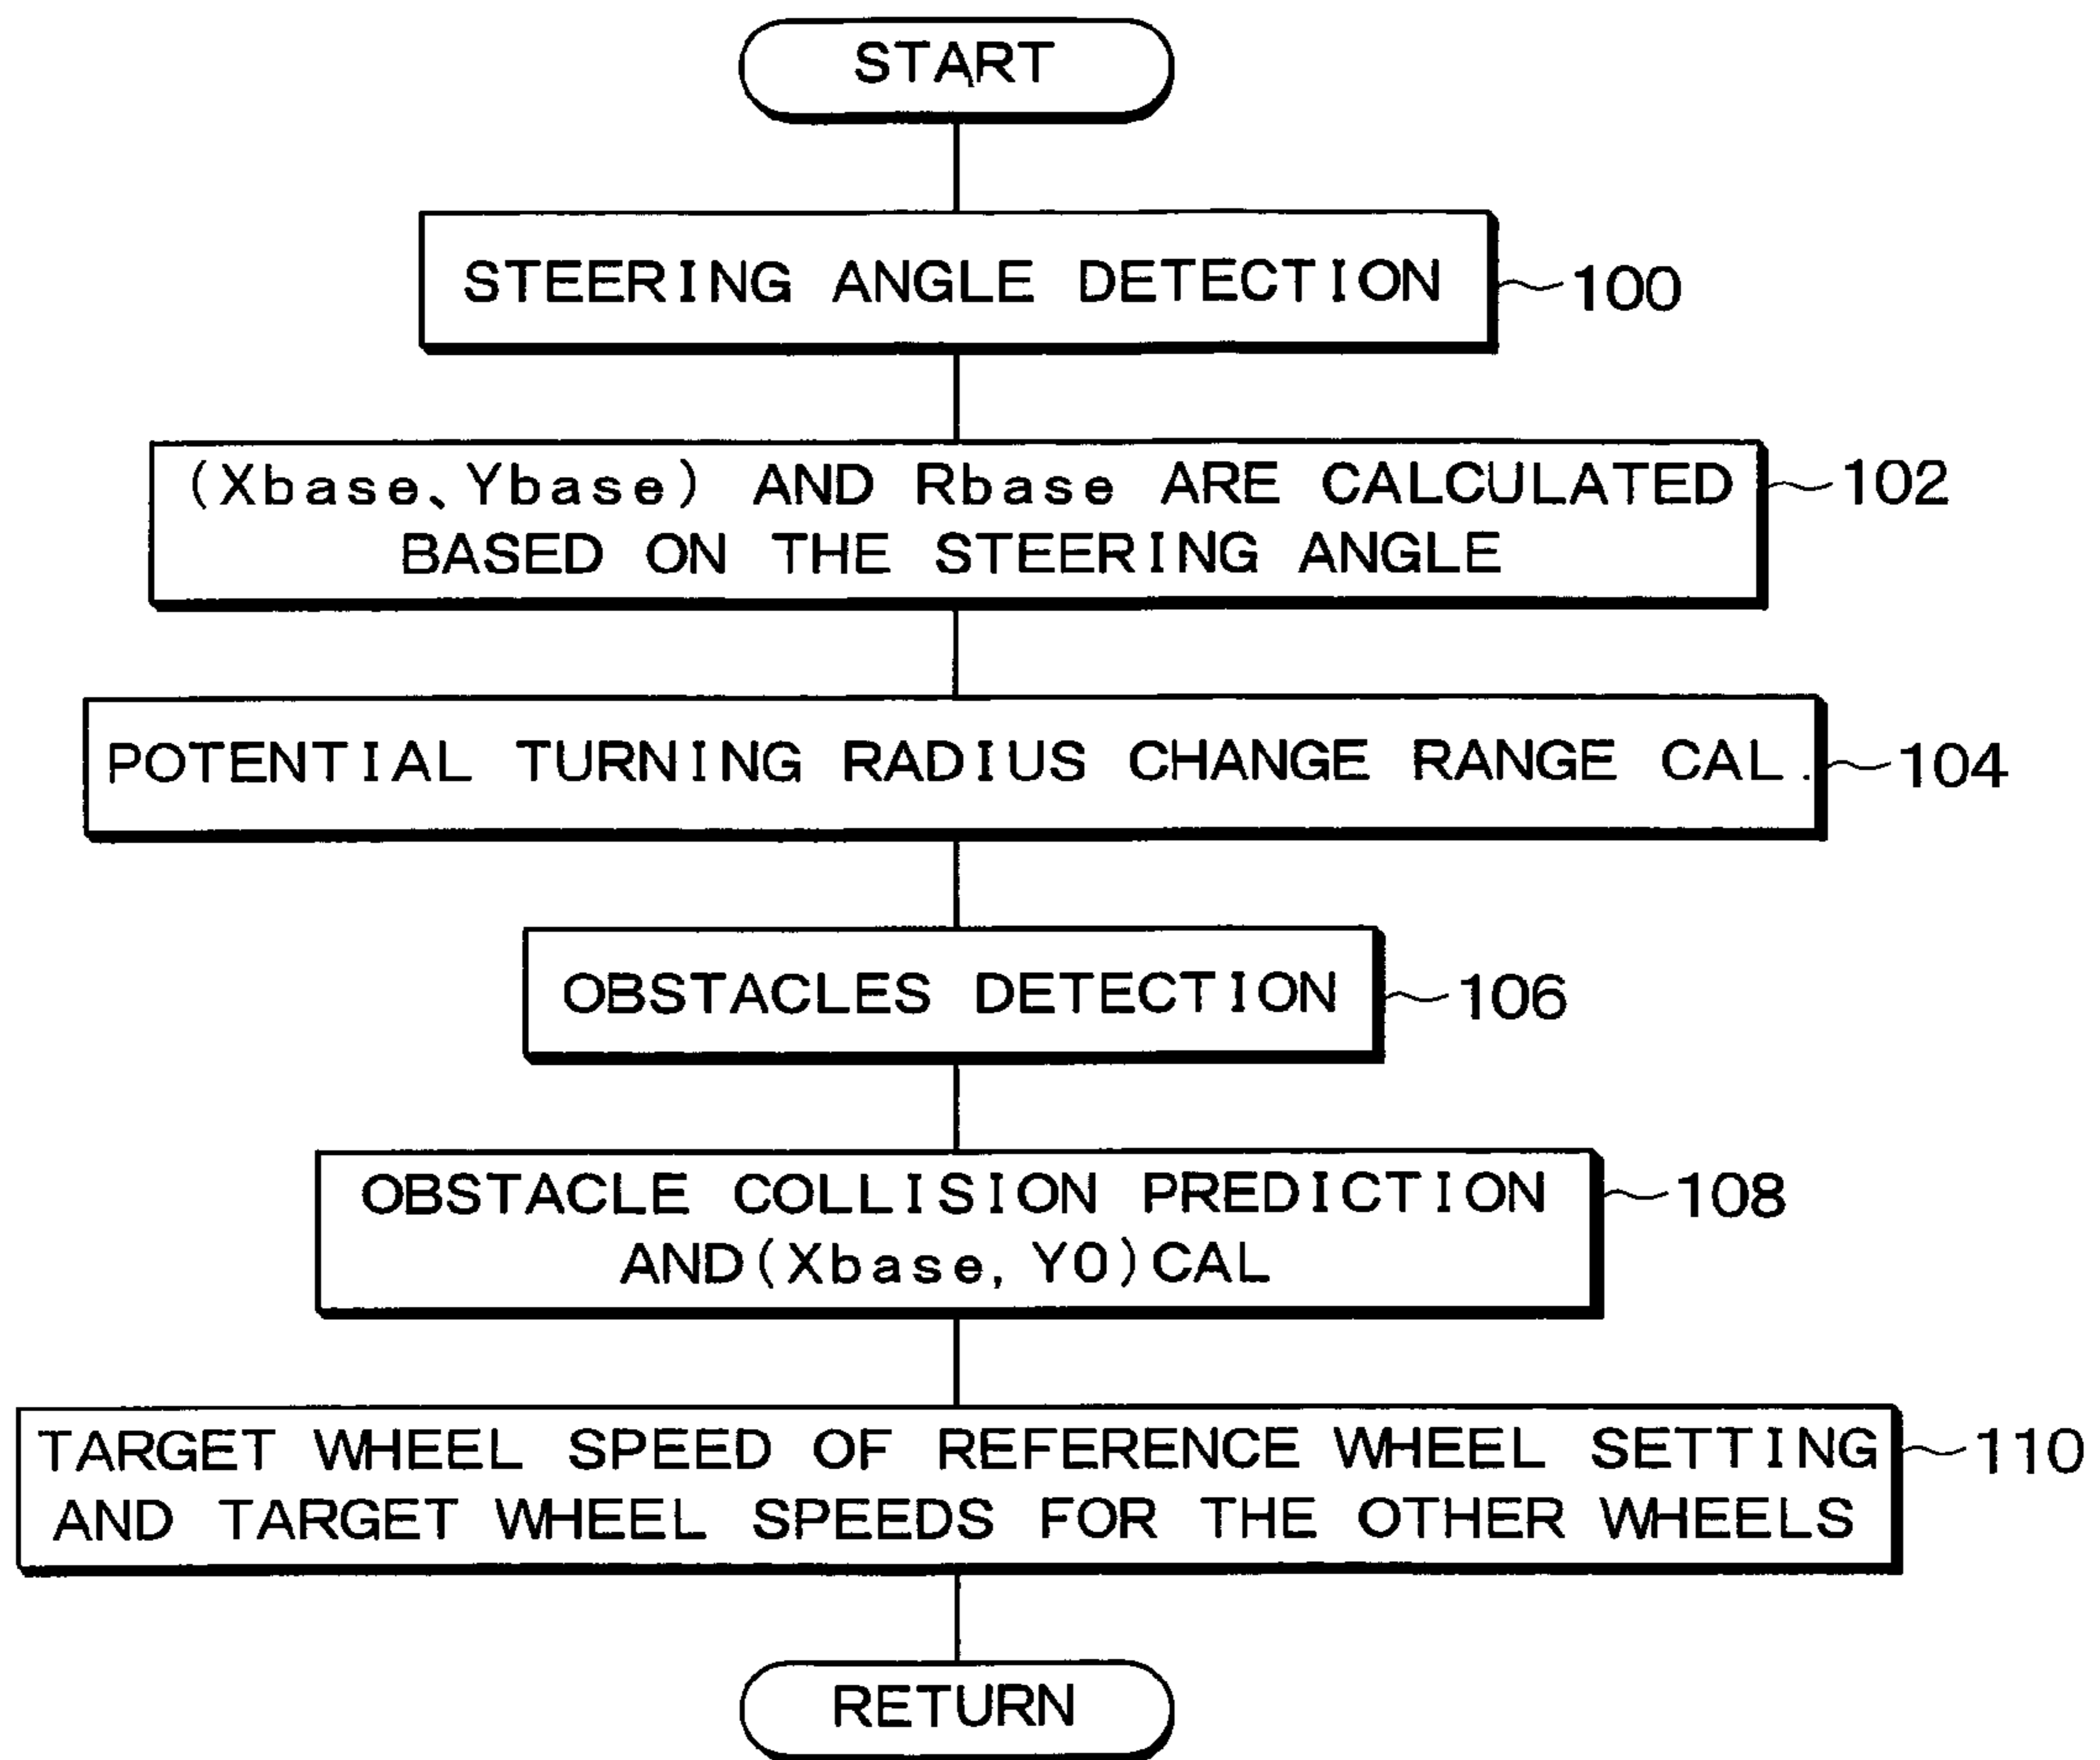 START
STEERING ANGLE DETECTION
100
(Xbase、Ybase) AND Rbase ARE CALCULATED
BASED ON THE STEERING ANGLE
102
POTENTIAL TURNING RADIUS CHANGE RANGE CAL.
104
OBSTACLES DETECTION
106
OBSTACLE COLLISION PREDICTION
AND(Xbase, Y0)CAL
108
TARGET WHEEL SPEED OF REFERENCE WHEEL SETTING
AND TARGET WHEEL SPEEDS FOR THE OTHER WHEELS
110
RETURN